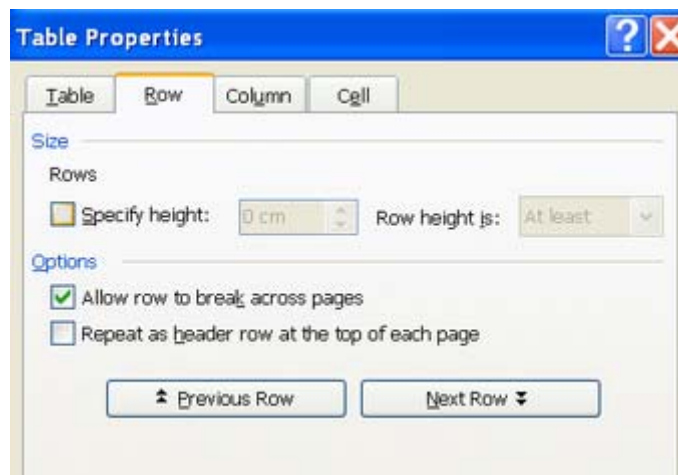 Table Properties
Table Row Column Cell
Size
Rows
Specify height: 0 cm Row height is: At least
Options
Allow row to break across pages
Repeat as header row at the top of each page
Previous Row Next Row